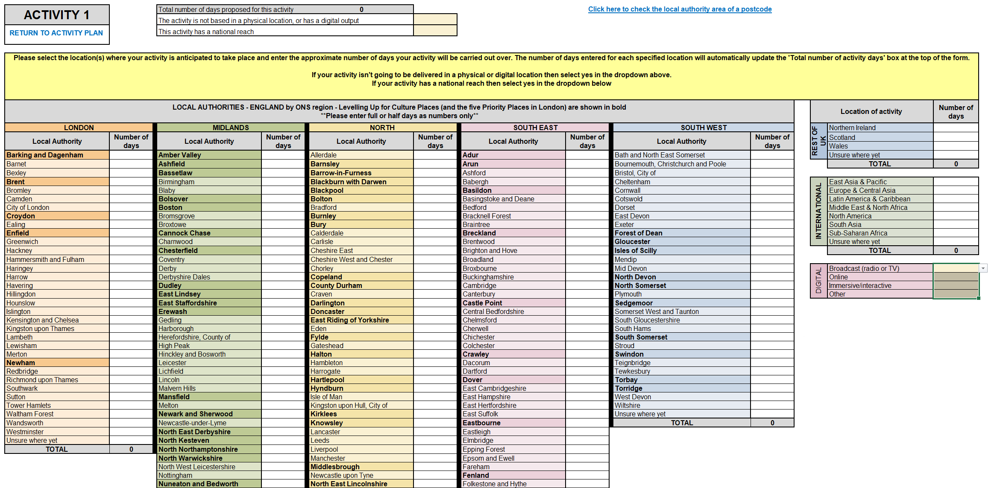 ACTIVITY 1
RETURN TO ACTIVITY PLAN
Total number of days proposed for this activity 0
The activity is not based in a physical location, or has a digital output
This activity has a national reach
Click here to check the local authority area of a postcode
Please select the location(s) where your activity is anticipated to take place and enter the approximate number of days your activity will be carried out over. The number of days entered for each specified location will automatically update the 'Total number of activity days' box at the top of the form.
If your activity isn't going to be delivered in a physical or digital location then select yes in the dropdown above.
If your activity has a national reach then select yes in the dropdown below
LOCAL AUTHORITIES - ENGLAND by ONS region - Levelling Up for Culture Places (and the five Priority Places in London) are shown in bold
**Please enter full or half days as numbers only**
LONDON
Local Authority
Number of
days
Barking and Dagenham
Barnet
Bexley
Brent
Bromley
Camden
City of London
Croydon
Ealing
Enfield
Greenwich
Hackney
Hammersmith and Fulham
Haringey
Harrow
Havering
Hillingdon
Hounslow
Islington
Kensington and Chelsea
Kingston upon Thames
Lambeth
Lewisham
Merton
Newham
Redbridge
Richmond upon Thames
Southwark
Sutton
Tower Hamlets
Waltham Forest
Wandsworth
Westminster
Unsure where yet
TOTAL 0
MIDLANDS
Local Authority
Number of
days
Amber Valley
Ashfield
Bassetlaw
Birmingham
Blaby
Bolsover
Boston
Bromsgrove
Broxtowe
Cannock Chase
Charnwood
Chesterfield
Coventry
Derby
Derbyshire Dales
Dudley
East Lindsey
East Staffordshire
Erewash
Gedling
Harborough
Herefordshire, County of
High Peak
Hinckley and Bosworth
Leicester
Lichfield
Lincoln
Malvern Hills
Mansfield
Melton
Newark and Sherwood
Newcastle-under-Lyme
North East Derbyshire
North Kesteven
North Northamptonshire
North Warwickshire
North West Leicestershire
Nottingham
Nuneaton and Bedworth
NORTH
Local Authority
Number of
days
Allerdale
Barnsley
Barrow-in-Furness
Blackburn with Darwen
Blackpool
Bolton
Bradford
Burnley
Bury
Calderdale
Carlisle
Cheshire East
Cheshire West and Chester
Chorley
Copeland
County Durham
Craven
Darlington
Doncaster
East Riding of Yorkshire
Eden
Fylde
Gateshead
Halton
Hambleton
Harrogate
Hartlepool
Hyndburn
Isle of Man
Kingston upon Hull, City of
Kirklees
Knowsley
Lancaster
Leeds
Liverpool
Manchester
Middlesbrough
Newcastle upon Tyne
North East Lincolnshire
SOUTH EAST
Local Authority
Number of
days
Adur
Arun
Ashford
Babergh
Basildon
Basingstoke and Deane
Bedford
Bracknell Forest
Braintree
Breckland
Brentwood
Brighton and Hove
Broadland
Broxbourne
Buckinghamshire
Cambridge
Canterbury
Castle Point
Central Bedfordshire
Chelmsford
Cherwell
Chichester
Colchester
Crawley
Dacorum
Dartford
Dover
East Cambridgeshire
East Hampshire
East Hertfordshire
East Suffolk
Eastbourne
Eastleigh
Elmbridge
Epping Forest
Epsom and Ewell
Fareham
Fenland
Folkestone and Hythe
SOUTH WEST
Local Authority
Number of
days
Bath and North East Somerset
Bournemouth, Christchurch and Poole
Bristol, City of
Cheltenham
Cornwall
Cotswold
Dorset
East Devon
Exeter
Forest of Dean
Gloucester
Isles of Scilly
Mendip
Mid Devon
North Devon
North Somerset
Plymouth
Sedgemoor
Somerset West and Taunton
South Gloucestershire
South Hams
South Somerset
Stroud
Swindon
Teignbridge
Tewkesbury
Torbay
Torridge
West Devon
Wiltshire
Unsure where yet
TOTAL 0
Location of activity
Number of
days
REST OF
UK
Northern Ireland
Scotland
Wales
Unsure where yet
TOTAL 0
INTERNATIONAL
East Asia & Pacific
Europe & Central Asia
Latin America & Caribbean
Middle East & North Africa
North America
South Asia
Sub-Saharan Africa
Unsure where yet
TOTAL 0
DIGITAL
Broadcast (radio or TV)
Online
Immersive/interactive
Other